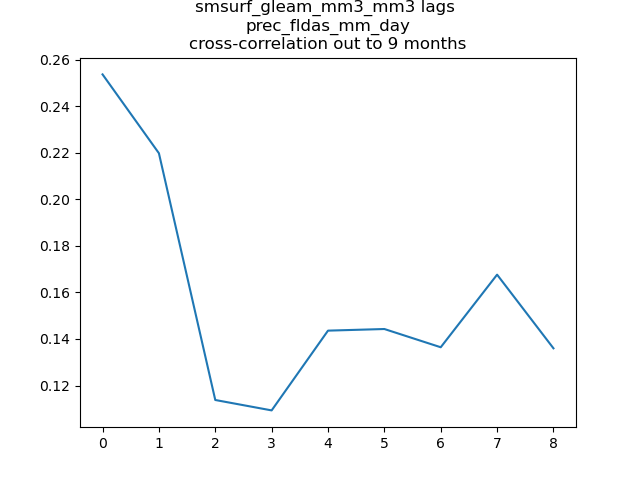 smsurf_gleam_mm3_mm3 lags
prec_fldas_mm_day
cross-correlation out to 9 months
0.26
0.24
0.22
0.20
0.18
0.16
0.14
0.12
0 1 2 3 4 5 6 7 8